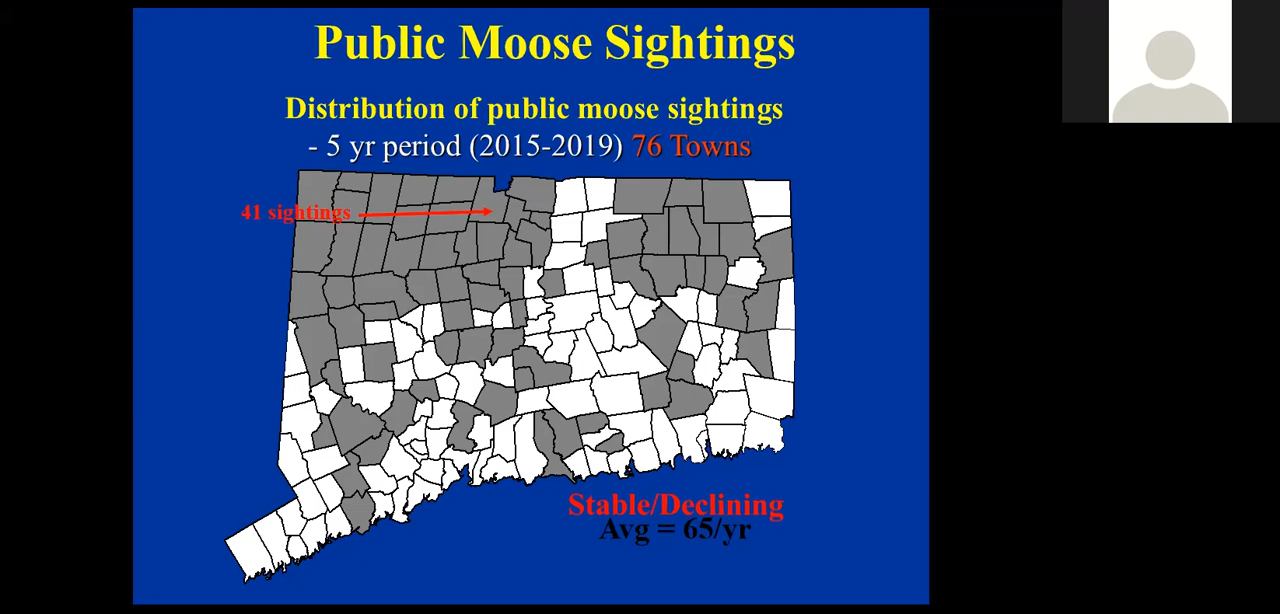 Public Moose Sightings
Distribution of public moose sightings
- 5 yr period (2015-2019) 76 Towns
41 sightings
Stable/Declining
Avg = 65/yr